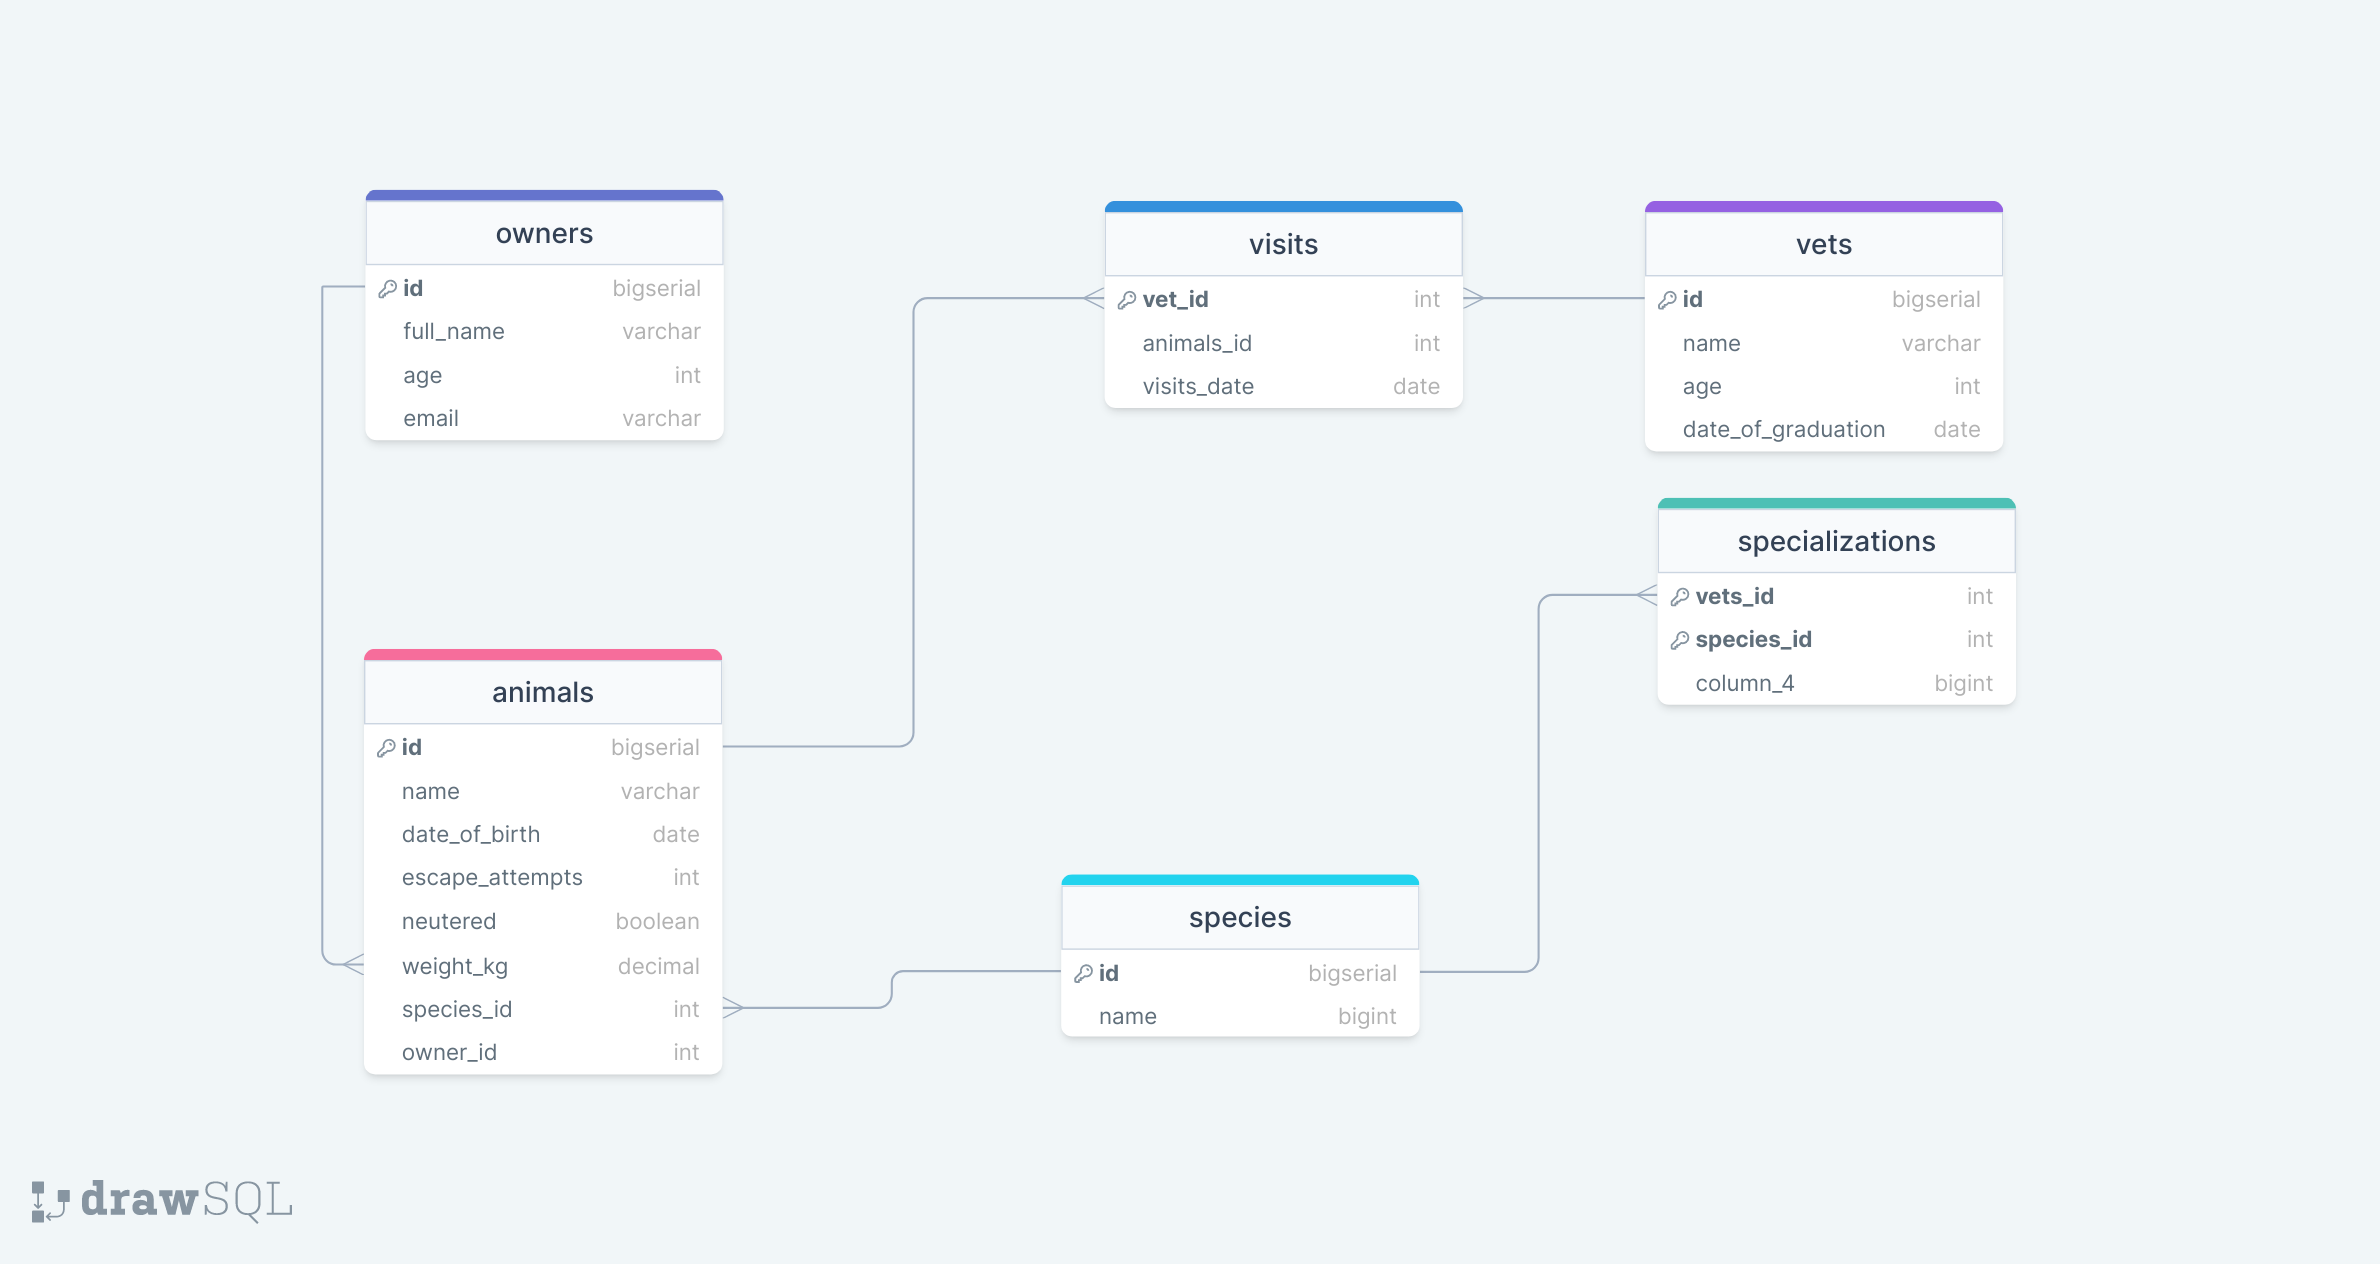 owners
id bigserial
full_name varchar
age int
email varchar
visits
vet_id int
animals_id int
visits_date date
vets
id bigserial
name varchar
age int
date_of_graduation date
specializations
vets_id int
species_id int
column_4 bigint
animals
id bigserial
name varchar
date_of_birth date
escape_attempts int
neutered boolean
weight_kg decimal
species_id int
owner_id int
species
id bigserial
name bigint
drawSQL